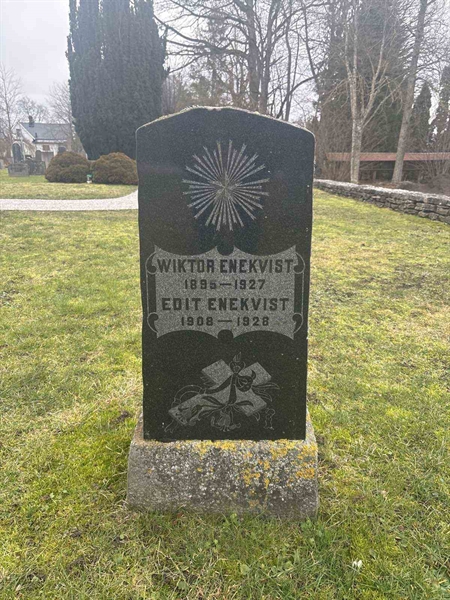 WIKTOR ENEKVIST
1895—1927
EDIT ENEKVIST
1908—1928